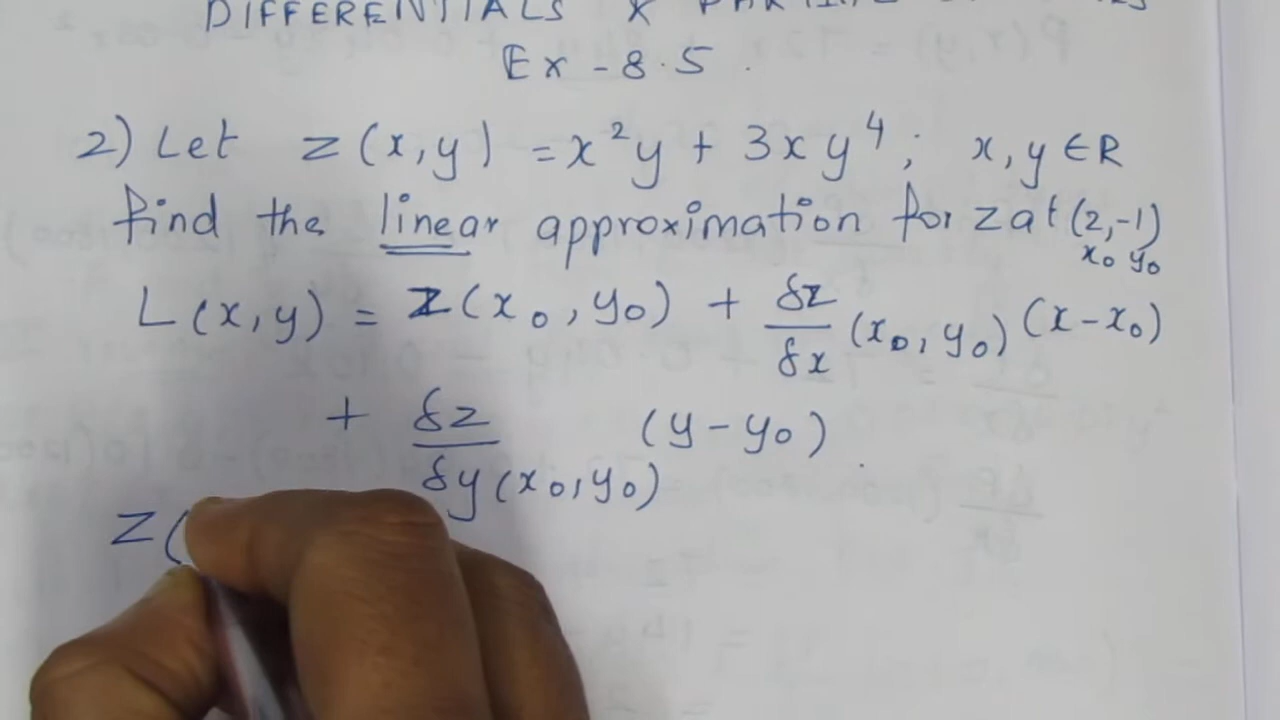 DIFFERENTIALS
Ex - 8.5.
2) Let z(x,y) = x²y + 3xy⁴; x,y ∈ R
find the linear approximation for z at (2,-1)
x₀ y₀
L(x,y) = z(x₀,y₀) + δz/δx (x₀,y₀) (x-x₀)
+ δz/δy (x₀,y₀) (y-y₀)
z(